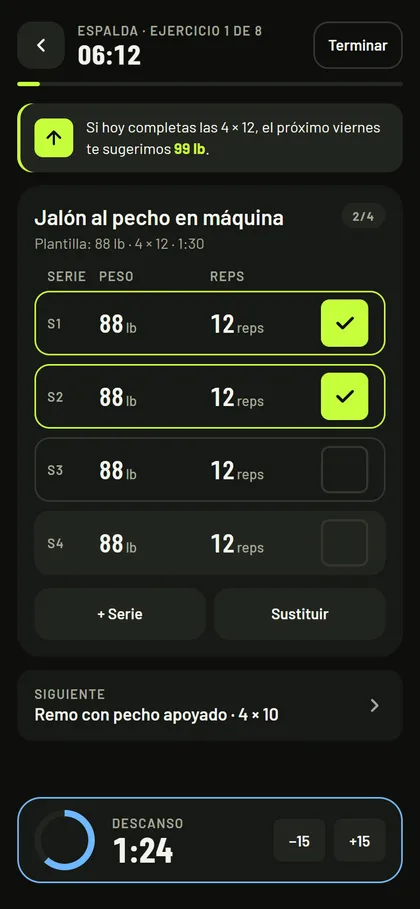 ESPALDA · EJERCICIO 1 DE 8
06:12
Terminar
Si hoy completas las 4 × 12, el próximo viernes
te sugerimos 99 lb.
Jalón al pecho en máquina
2/4
Plantilla: 88 lb · 4 × 12 · 1:30
SERIE PESO REPS
S1 88 lb 12 reps
S2 88 lb 12 reps
S3 88 lb 12 reps
S4 88 lb 12 reps
+ Serie Sustituir
SIGUIENTE
Remo con pecho apoyado · 4 × 10
DESCANSO
1:24
−15 +15